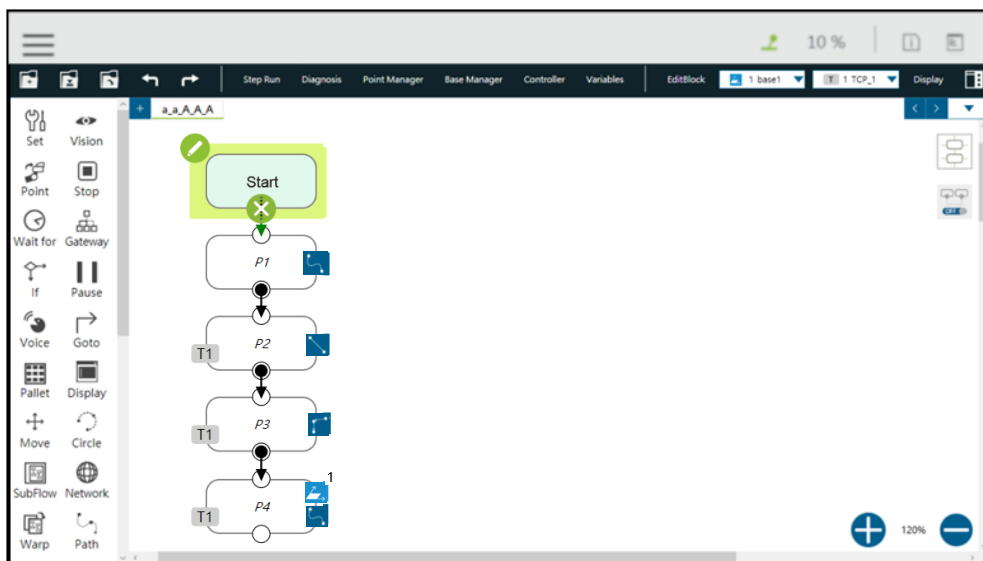 10 %
Step Run Diagnosis Point Manager Base Manager Controller Variables EditBlock 1 base1 T 1 TCP_1 Display
+ a_a_A_A_A
Set Vision
Point Stop
Wait for Gateway
If Pause
Voice Goto
Pallet Display
Move Circle
SubFlow Network
Warp Path
Start
P1
T1 P2
T1 P3
1
T1 P4
OFF
120%